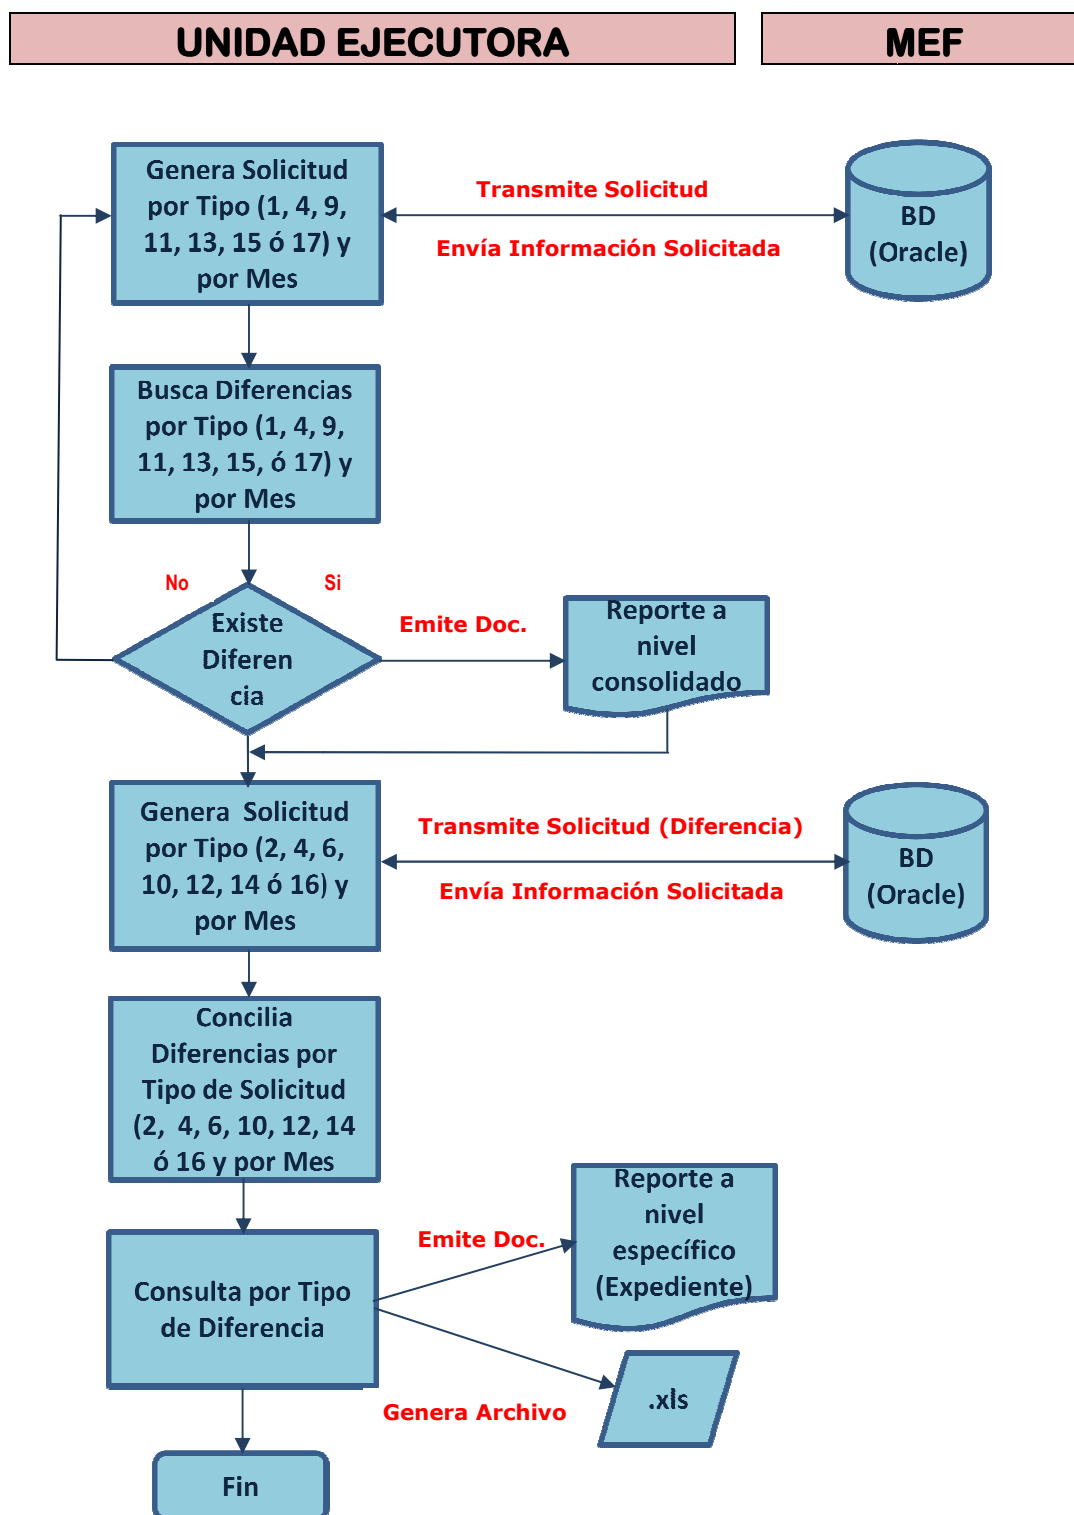 UNIDAD EJECUTORA
MEF
Genera Solicitud
por Tipo (1, 4, 9,
11, 13, 15 ó 17) y
por Mes
Transmite Solicitud
Envía Información Solicitada
BD
(Oracle)
Busca Diferencias
por Tipo (1, 4, 9,
11, 13, 15, ó 17) y
por Mes
No
Si
Existe
Diferen
cia
Emite Doc.
Reporte a
nivel
consolidado
Genera  Solicitud
por Tipo (2, 4, 6,
10, 12, 14 ó 16) y
por Mes
Transmite Solicitud (Diferencia)
Envía Información Solicitada
BD
(Oracle)
Concilia
Diferencias por
Tipo de Solicitud
(2,  4, 6, 10, 12, 14
ó 16 y por Mes
Consulta por Tipo
de Diferencia
Emite Doc.
Reporte a
nivel
específico
(Expediente)
Genera Archivo
.xls
Fin